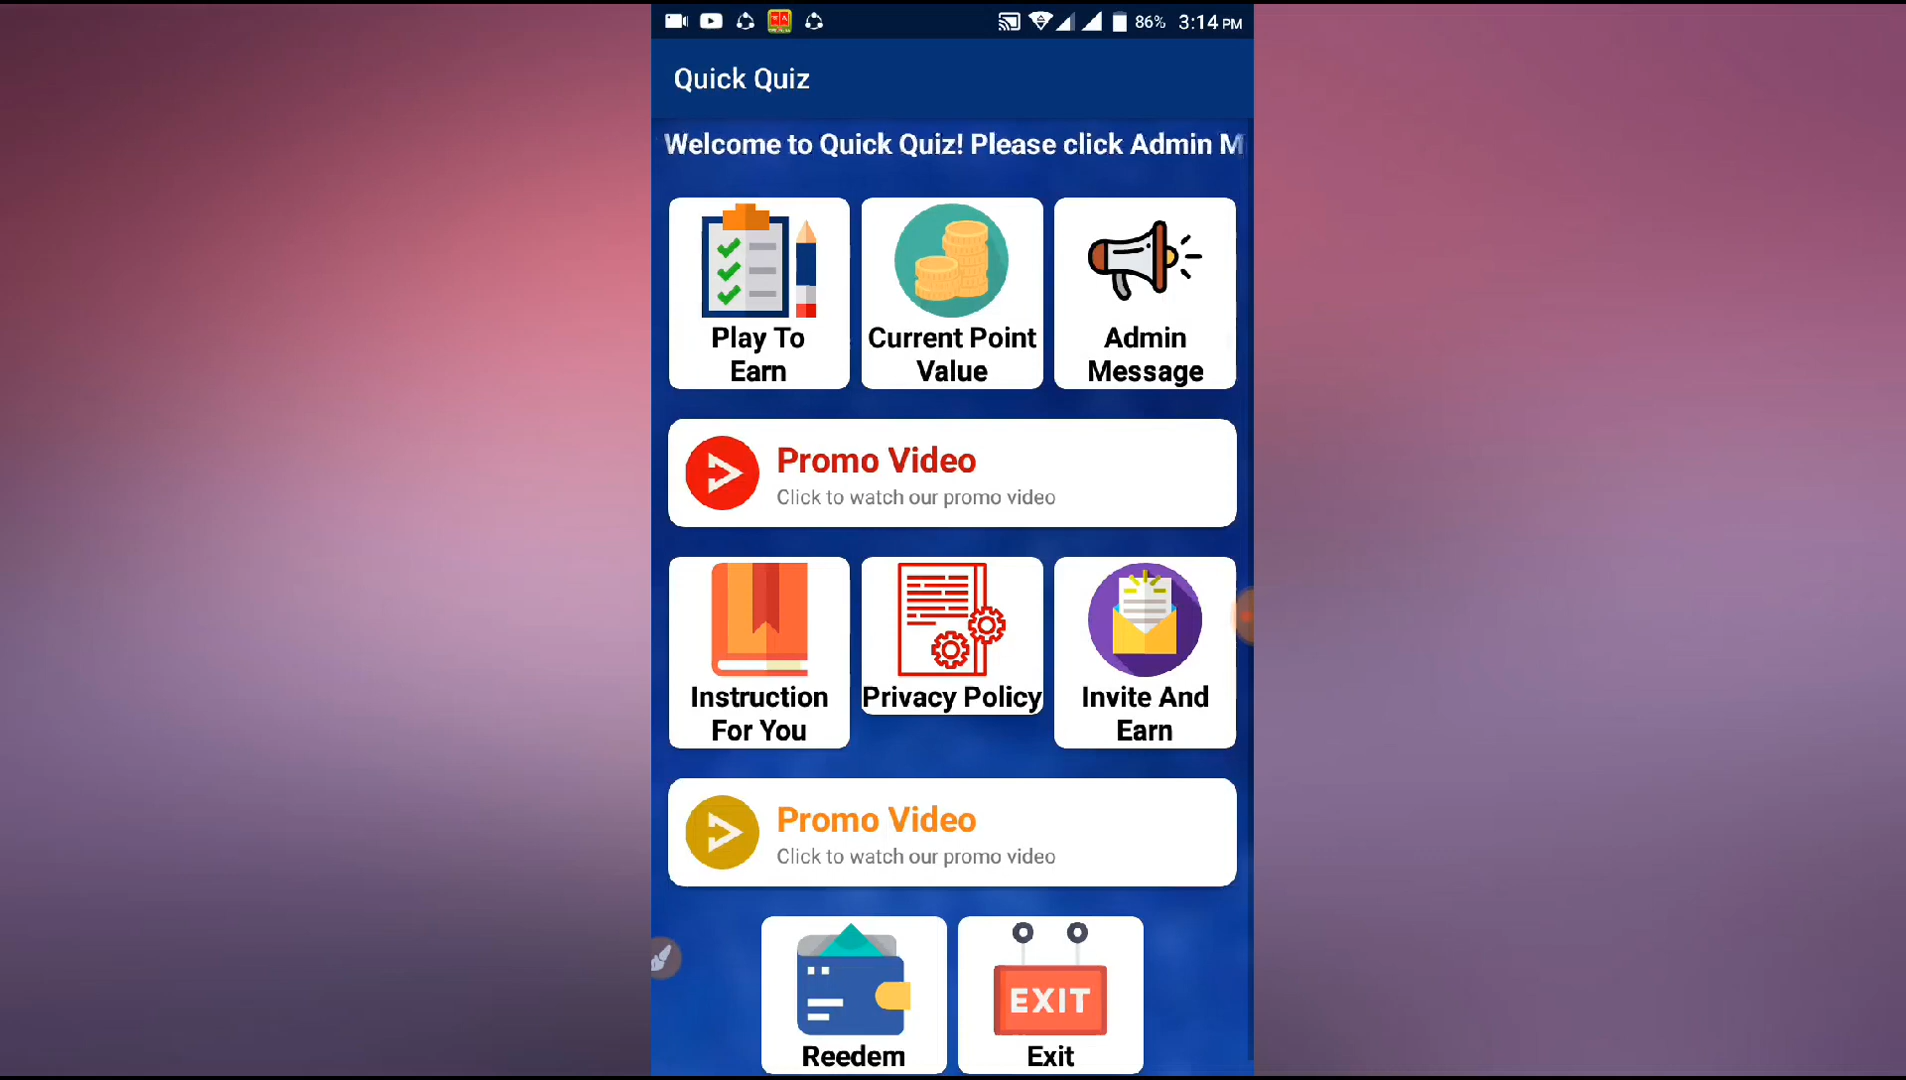 86% 3:14 PM
Quick Quiz
Welcome to Quick Quiz! Please click Admin M
Play To
Earn
Current Point
Value
Admin
Message
Promo Video
Click to watch our promo video
Instruction
For You
Privacy Policy
Invite And
Earn
Promo Video
Click to watch our promo video
EXIT
Reedem
Exit